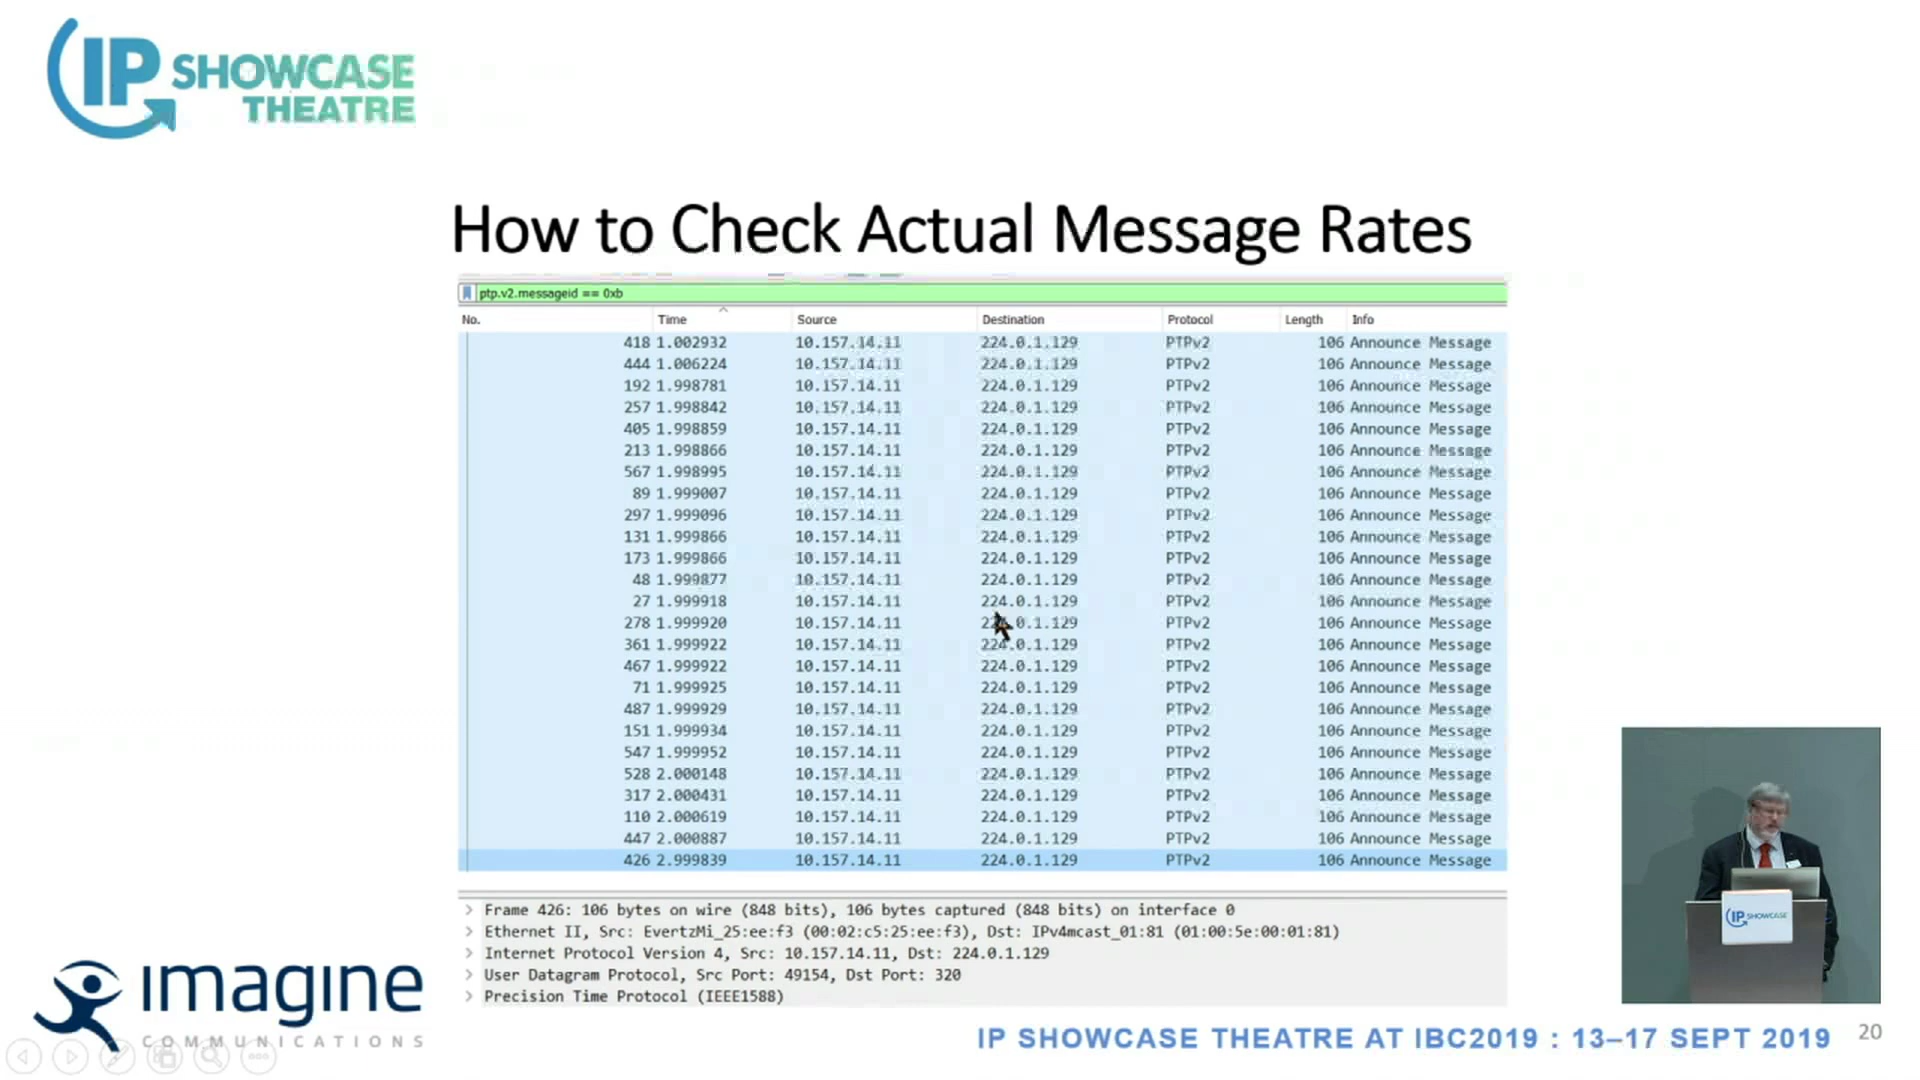 IP SHOWCASE
THEATRE
How to Check Actual Message Rates
ptp.v2.messageid == 0xb
No. Time Source Destination Protocol Length Info
418 1.002932 10.157.14.11 224.0.1.129 PTPv2 106 Announce Message
444 1.006224 10.157.14.11 224.0.1.129 PTPv2 106 Announce Message
192 1.998781 10.157.14.11 224.0.1.129 PTPv2 106 Announce Message
257 1.998842 10.157.14.11 224.0.1.129 PTPv2 106 Announce Message
405 1.998859 10.157.14.11 224.0.1.129 PTPv2 106 Announce Message
213 1.998866 10.157.14.11 224.0.1.129 PTPv2 106 Announce Message
567 1.998995 10.157.14.11 224.0.1.129 PTPv2 106 Announce Message
89 1.999007 10.157.14.11 224.0.1.129 PTPv2 106 Announce Message
297 1.999096 10.157.14.11 224.0.1.129 PTPv2 106 Announce Message
131 1.999866 10.157.14.11 224.0.1.129 PTPv2 106 Announce Message
173 1.999866 10.157.14.11 224.0.1.129 PTPv2 106 Announce Message
48 1.999877 10.157.14.11 224.0.1.129 PTPv2 106 Announce Message
27 1.999918 10.157.14.11 224.0.1.129 PTPv2 106 Announce Message
278 1.999920 10.157.14.11 224.0.1.129 PTPv2 106 Announce Message
361 1.999922 10.157.14.11 224.0.1.129 PTPv2 106 Announce Message
467 1.999922 10.157.14.11 224.0.1.129 PTPv2 106 Announce Message
71 1.999925 10.157.14.11 224.0.1.129 PTPv2 106 Announce Message
487 1.999929 10.157.14.11 224.0.1.129 PTPv2 106 Announce Message
151 1.999934 10.157.14.11 224.0.1.129 PTPv2 106 Announce Message
547 1.999952 10.157.14.11 224.0.1.129 PTPv2 106 Announce Message
528 2.000148 10.157.14.11 224.0.1.129 PTPv2 106 Announce Message
317 2.000431 10.157.14.11 224.0.1.129 PTPv2 106 Announce Message
110 2.000619 10.157.14.11 224.0.1.129 PTPv2 106 Announce Message
447 2.000887 10.157.14.11 224.0.1.129 PTPv2 106 Announce Message
426 2.999839 10.157.14.11 224.0.1.129 PTPv2 106 Announce Message
Frame 426: 106 bytes on wire (848 bits), 106 bytes captured (848 bits) on interface 0
Ethernet II, Src: EvertzMi_25:ee:f3 (00:02:c5:25:ee:f3), Dst: IPv4mcast_01:81 (01:00:5e:00:01:81)
Internet Protocol Version 4, Src: 10.157.14.11, Dst: 224.0.1.129
User Datagram Protocol, Src Port: 49154, Dst Port: 320
Precision Time Protocol (IEEE1588)
IP SHOWCASE
imagine
COMMUNICATIONS
IP SHOWCASE THEATRE AT IBC2019 : 13–17 SEPT 2019
20